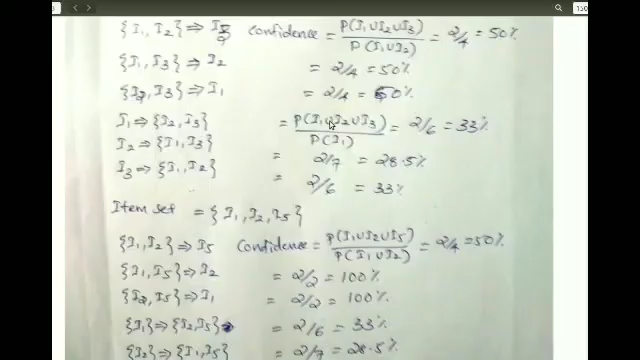 {I₁, I₂} ⇒ I₃ Confidence = P(I₁∪I₂∪I₃) / P(I₁∪I₂) = 2/4 = 50%
{I₁, I₃} ⇒ I₂ = 2/4 = 50%
{I₂, I₃} ⇒ I₁ = 2/4 = 50%
I₁ ⇒ {I₂, I₃} = P(I₁∪I₂∪I₃) / P(I₁) = 2/6 = 33%
I₂ ⇒ {I₁, I₃} = 2/7 = 28.5%
I₃ ⇒ {I₁, I₂} = 2/6 = 33%
Item set = {I₁, I₂, I₅}
{I₁, I₂} ⇒ I₅ Confidence = P(I₁∪I₂∪I₅) / P(I₁∪I₂) = 2/4 = 50%
{I₁, I₅} ⇒ I₂ = 2/2 = 100%
{I₂, I₅} ⇒ I₁ = 2/2 = 100%
{I₁} ⇒ {I₂, I₅} = 2/6 = 33%
{I₂} ⇒ {I₁, I₅} = 2/7 = 28.5%